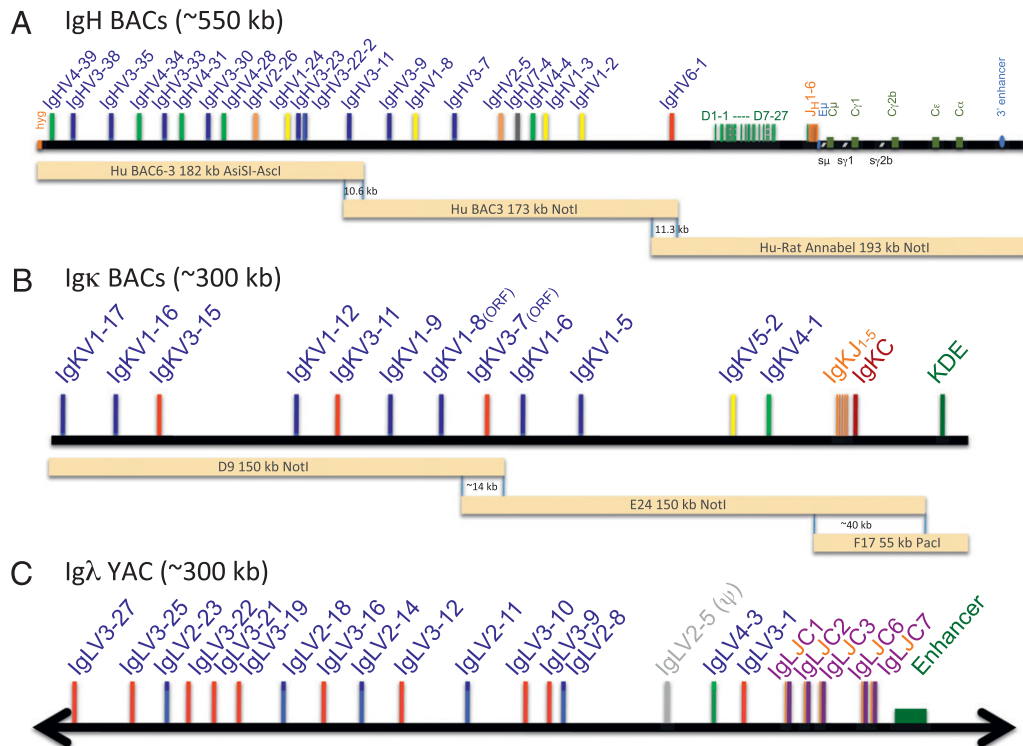 A IgH BACs (~550 kb)
hyg
IgHV4-39
IgHV3-38
IgHV3-35
IgHV4-34
IgHV3-33
IgHV4-31
IgHV3-30
IgHV4-28
IgHV2-26
IgHV1-24
IgHV3-23
IgHV3-22-2
IgHV3-11
IgHV3-9
IgHV1-8
IgHV3-7
IgHV2-5
IgHV7-4
IgHV4-4
IgHV1-3
IgHV1-2
IgHV6-1
D1-1 ---- D7-27
JH1-6
Eμ
Cμ
Cγ1
Cγ2b
Cε
Cα
3' enhancer
sμ sγ1 sγ2b
Hu BAC6-3 182 kb AsiSI-AscI
10.6 kb
Hu BAC3 173 kb NotI
11.3 kb
Hu-Rat Annabel 193 kb NotI
B Igκ BACs (~300 kb)
IgKV1-17
IgKV1-16
IgKV3-15
IgKV1-12
IgKV3-11
IgKV1-9
IgKV1-8(ORF)
IgKV3-7(ORF)
IgKV1-6
IgKV1-5
IgKV5-2
IgKV4-1
IgKJ1-5
IgKC
KDE
D9 150 kb NotI
~14 kb
E24 150 kb NotI
~40 kb
F17 55 kb PacI
C Igλ YAC (~300 kb)
IgLV3-27
IgLV3-25
IgLV2-23
IgLV3-22
IgLV3-21
IgLV3-19
IgLV2-18
IgLV3-16
IgLV2-14
IgLV3-12
IgLV2-11
IgLV3-10
IgLV3-9
IgLV2-8
IgLV2-5 (ψ)
IgLV4-3
IgLV3-1
IgLJC1
IgLJC2
IgLJC3
IgLJC6
IgLJC7
Enhancer